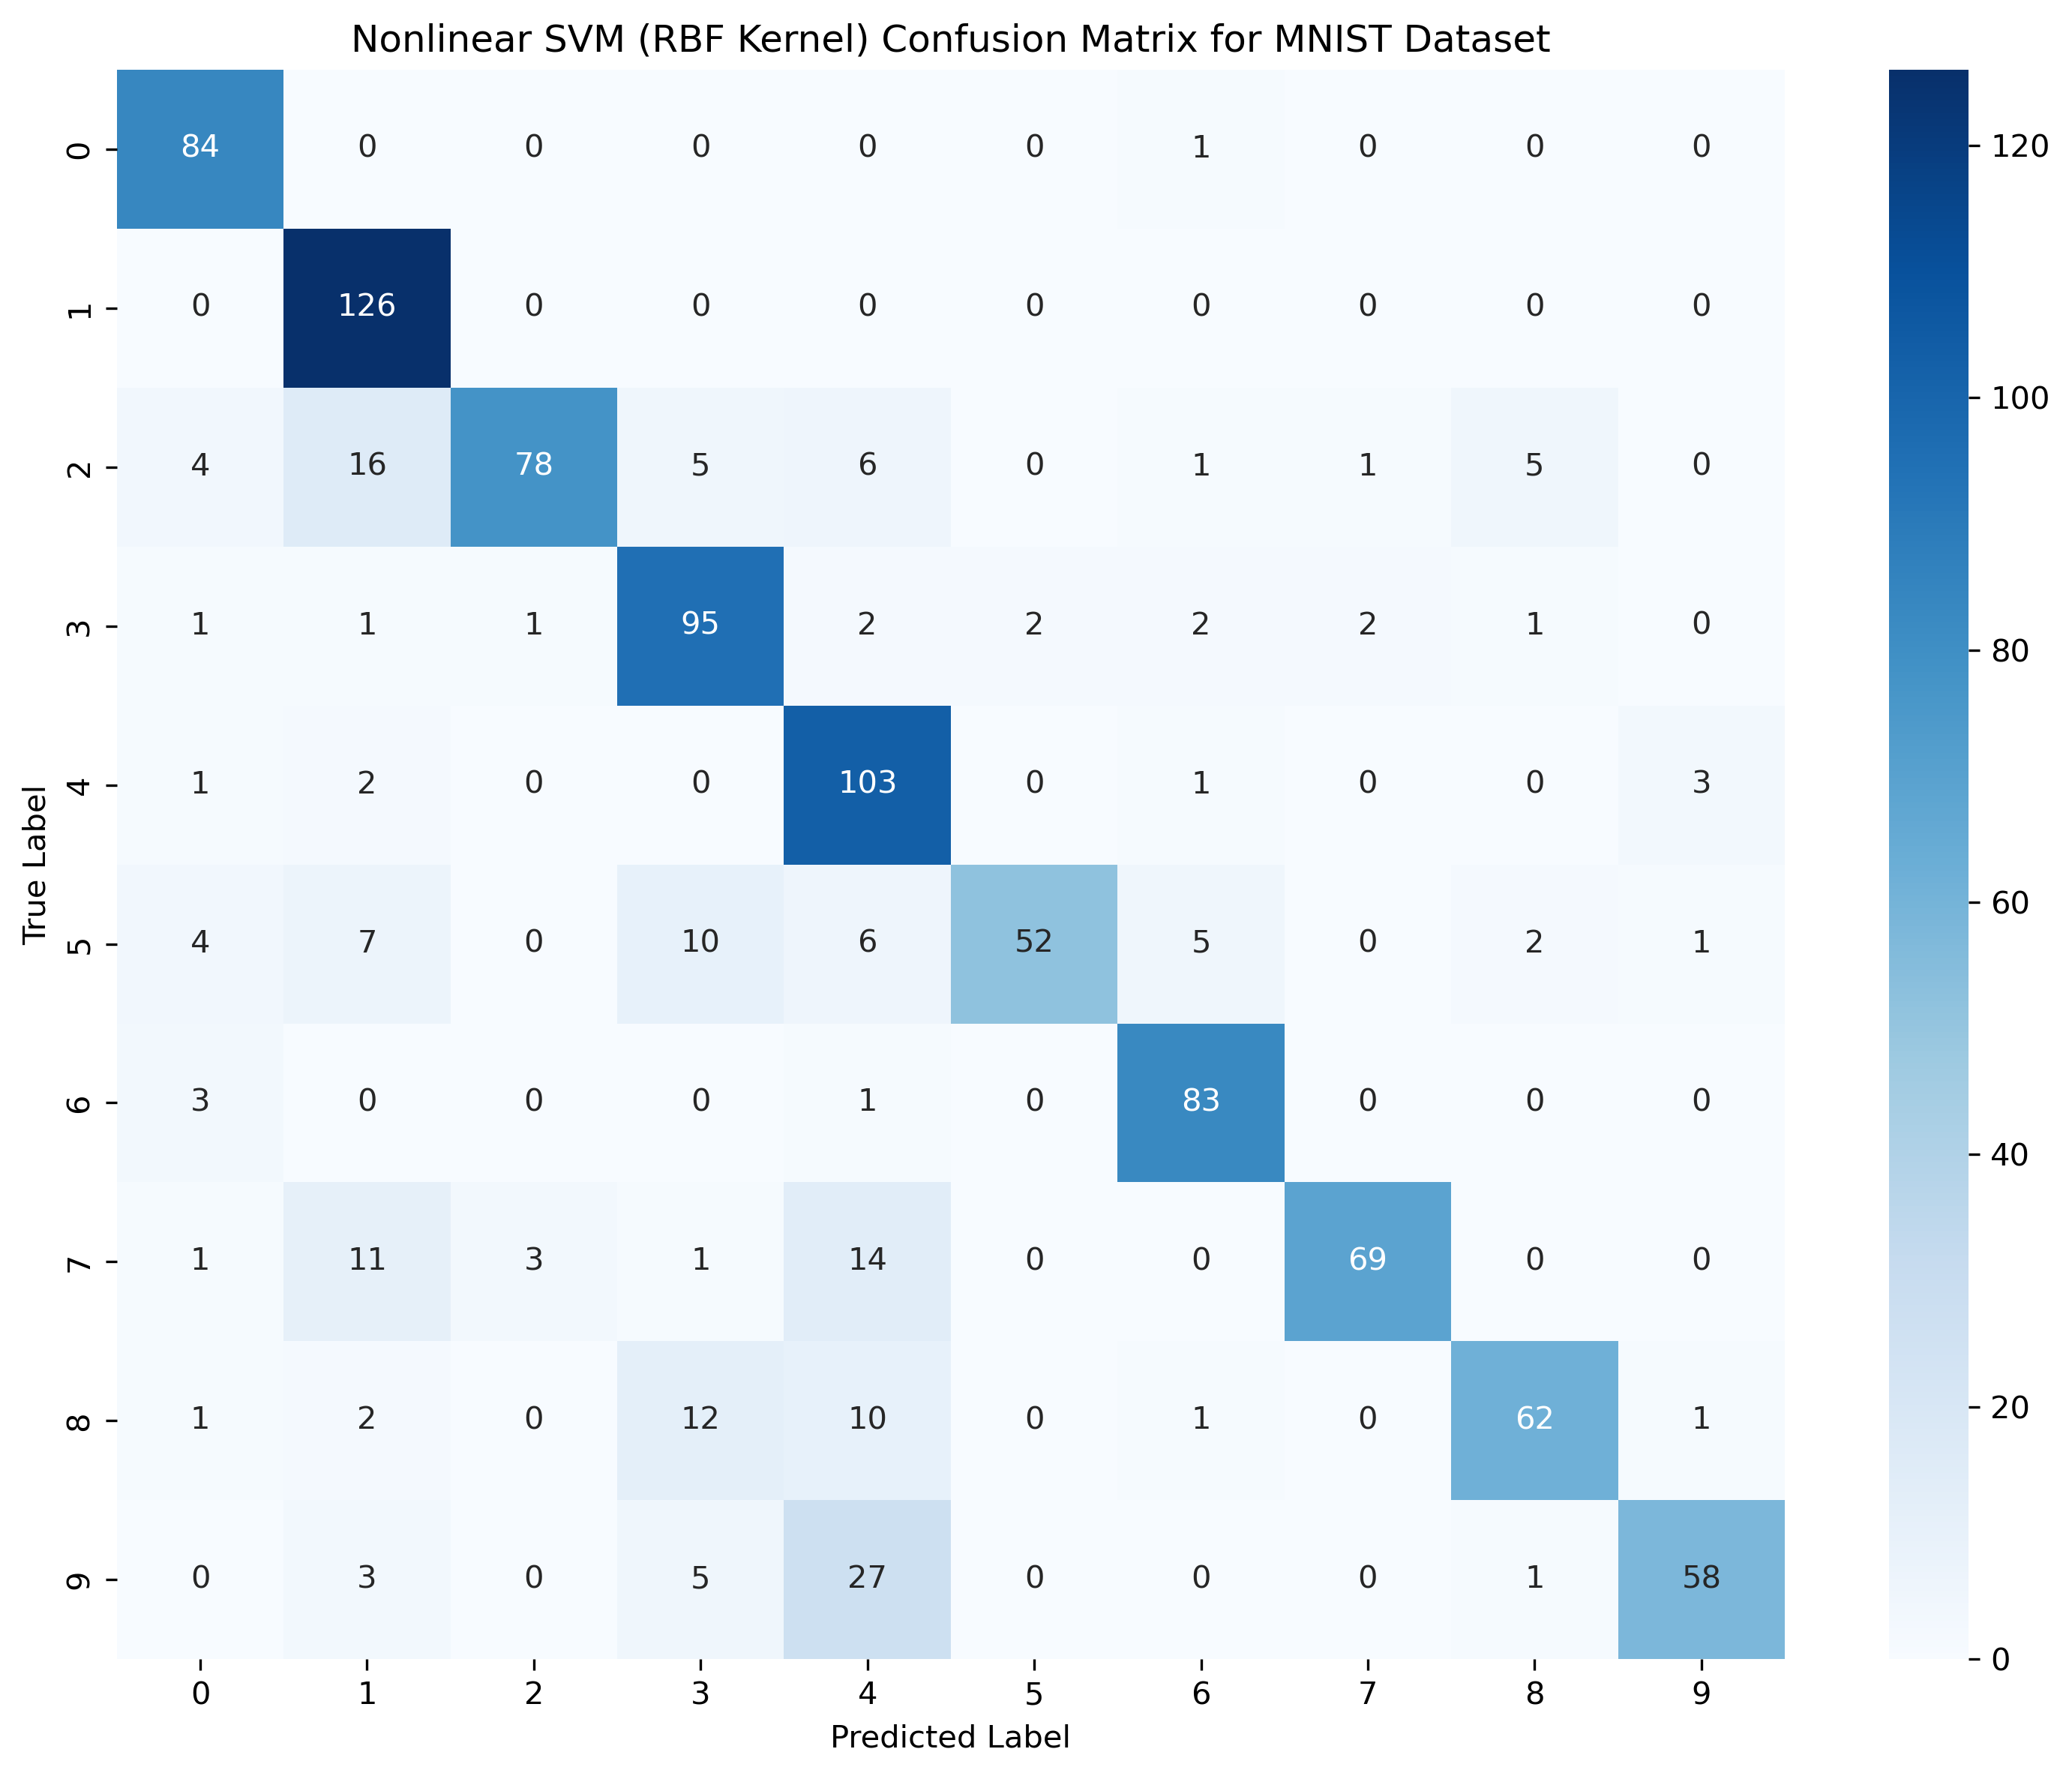 Nonlinear SVM (RBF Kernel) Confusion Matrix for MNIST Dataset
0 84 0 0 0 0 0 1 0 0 0
1 0 126 0 0 0 0 0 0 0 0
2 4 16 78 5 6 0 1 1 5 0
3 1 1 1 95 2 2 2 2 1 0
4 1 2 0 0 103 0 1 0 0 3
5 4 7 0 10 6 52 5 0 2 1
6 3 0 0 0 1 0 83 0 0 0
7 1 11 3 1 14 0 0 69 0 0
8 1 2 0 12 10 0 1 0 62 1
9 0 3 0 5 27 0 0 0 1 58
0 1 2 3 4 5 6 7 8 9
Predicted Label
True Label
120
100
80
60
40
20
0